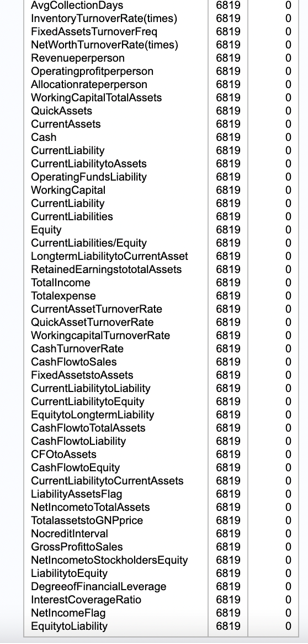 AvgCollectionDays 6819 0
InventoryTurnoverRate(times) 6819 0
FixedAssetsTurnoverFreq 6819 0
NetWorthTurnoverRate(times) 6819 0
Revenueperperson 6819 0
Operatingprofitperperson 6819 0
Allocationrateperperson 6819 0
WorkingCapitalTotalAssets 6819 0
QuickAssets 6819 0
CurrentAssets 6819 0
Cash 6819 0
CurrentLiability 6819 0
CurrentLiabilitytoAssets 6819 0
OperatingFundsLiability 6819 0
WorkingCapital 6819 0
CurrentLiability 6819 0
CurrentLiabilities 6819 0
Equity 6819 0
CurrentLiabilities/Equity 6819 0
LongtermLiabilitytoCurrentAsset 6819 0
RetainedEarningstototalAssets 6819 0
TotalIncome 6819 0
Totalexpense 6819 0
CurrentAssetTurnoverRate 6819 0
QuickAssetTurnoverRate 6819 0
WorkingcapitalTurnoverRate 6819 0
CashTurnoverRate 6819 0
CashFlowtoSales 6819 0
FixedAssetstoAssets 6819 0
CurrentLiabilitytoLiability 6819 0
CurrentLiabilitytoEquity 6819 0
EquitytoLongtermLiability 6819 0
CashFlowtoTotalAssets 6819 0
CashFlowtoLiability 6819 0
CFOtoAssets 6819 0
CashFlowtoEquity 6819 0
CurrentLiabilitytoCurrentAssets 6819 0
LiabilityAssetsFlag 6819 0
NetIncometoTotalAssets 6819 0
TotalassetstoGNPprice 6819 0
NocreditInterval 6819 0
GrossProfittoSales 6819 0
NetIncometoStockholdersEquity 6819 0
LiabilitytoEquity 6819 0
DegreeofFinancialLeverage 6819 0
InterestCoverageRatio 6819 0
NetIncomeFlag 6819 0
EquitytoLiability 6819 0